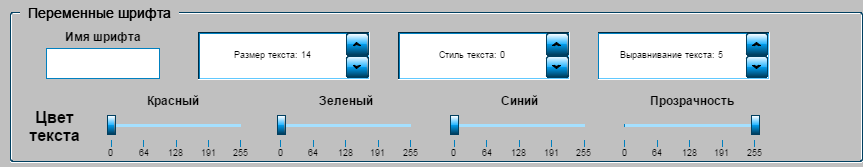 Переменные шрифта
Имя шрифта
Размер текста: 14
Стиль текста: 0
Выравнивание текста: 5
Цвет
текста
Красный
0 64 128 191 255
Зеленый
0 64 128 191 255
Синий
0 64 128 191 255
Прозрачность
0 64 128 191 255